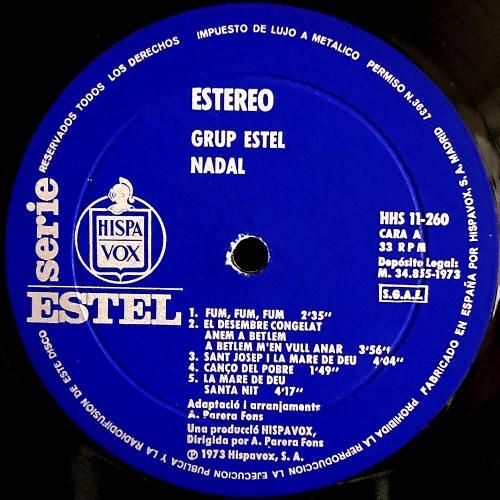 RESERVADOS TODOS LOS DERECHOS IMPUESTO DE LUJO A METALICO PERMISO N.3637
FABRICADO EN ESPAÑA POR HISPAVOX, S. A. MADRID
PROHIBIDA LA REPRODUCCION LA EJECUCION PUBLICA Y LA RADIODIFUSION DE ESTE DISCO
ESTEREO
GRUP ESTEL
NADAL
serie
ESTEL
HISPA
VOX
HHS 11-260
CARA A
33 RPM
Depósito Legal:
M. 34.855-1973
S.G.A.E.
1. FUM, FUM, FUM 2'35''
2. EL DESEMBRE CONGELAT
ANEM A BETLEM
A BETLEM M'EN VULL ANAR 3'56''
3. SANT JOSEP I LA MARE DE DEU 4'04''
4. CANÇO DEL POBRE 1'49''
5. LA MARE DE DEU
SANTA NIT 4'17''
Adaptació i arranjaments
A. Parera Fons
Una producció HISPAVOX,
Dirigida por A. Parera Fons
℗ 1973 Hispavox, S. A.